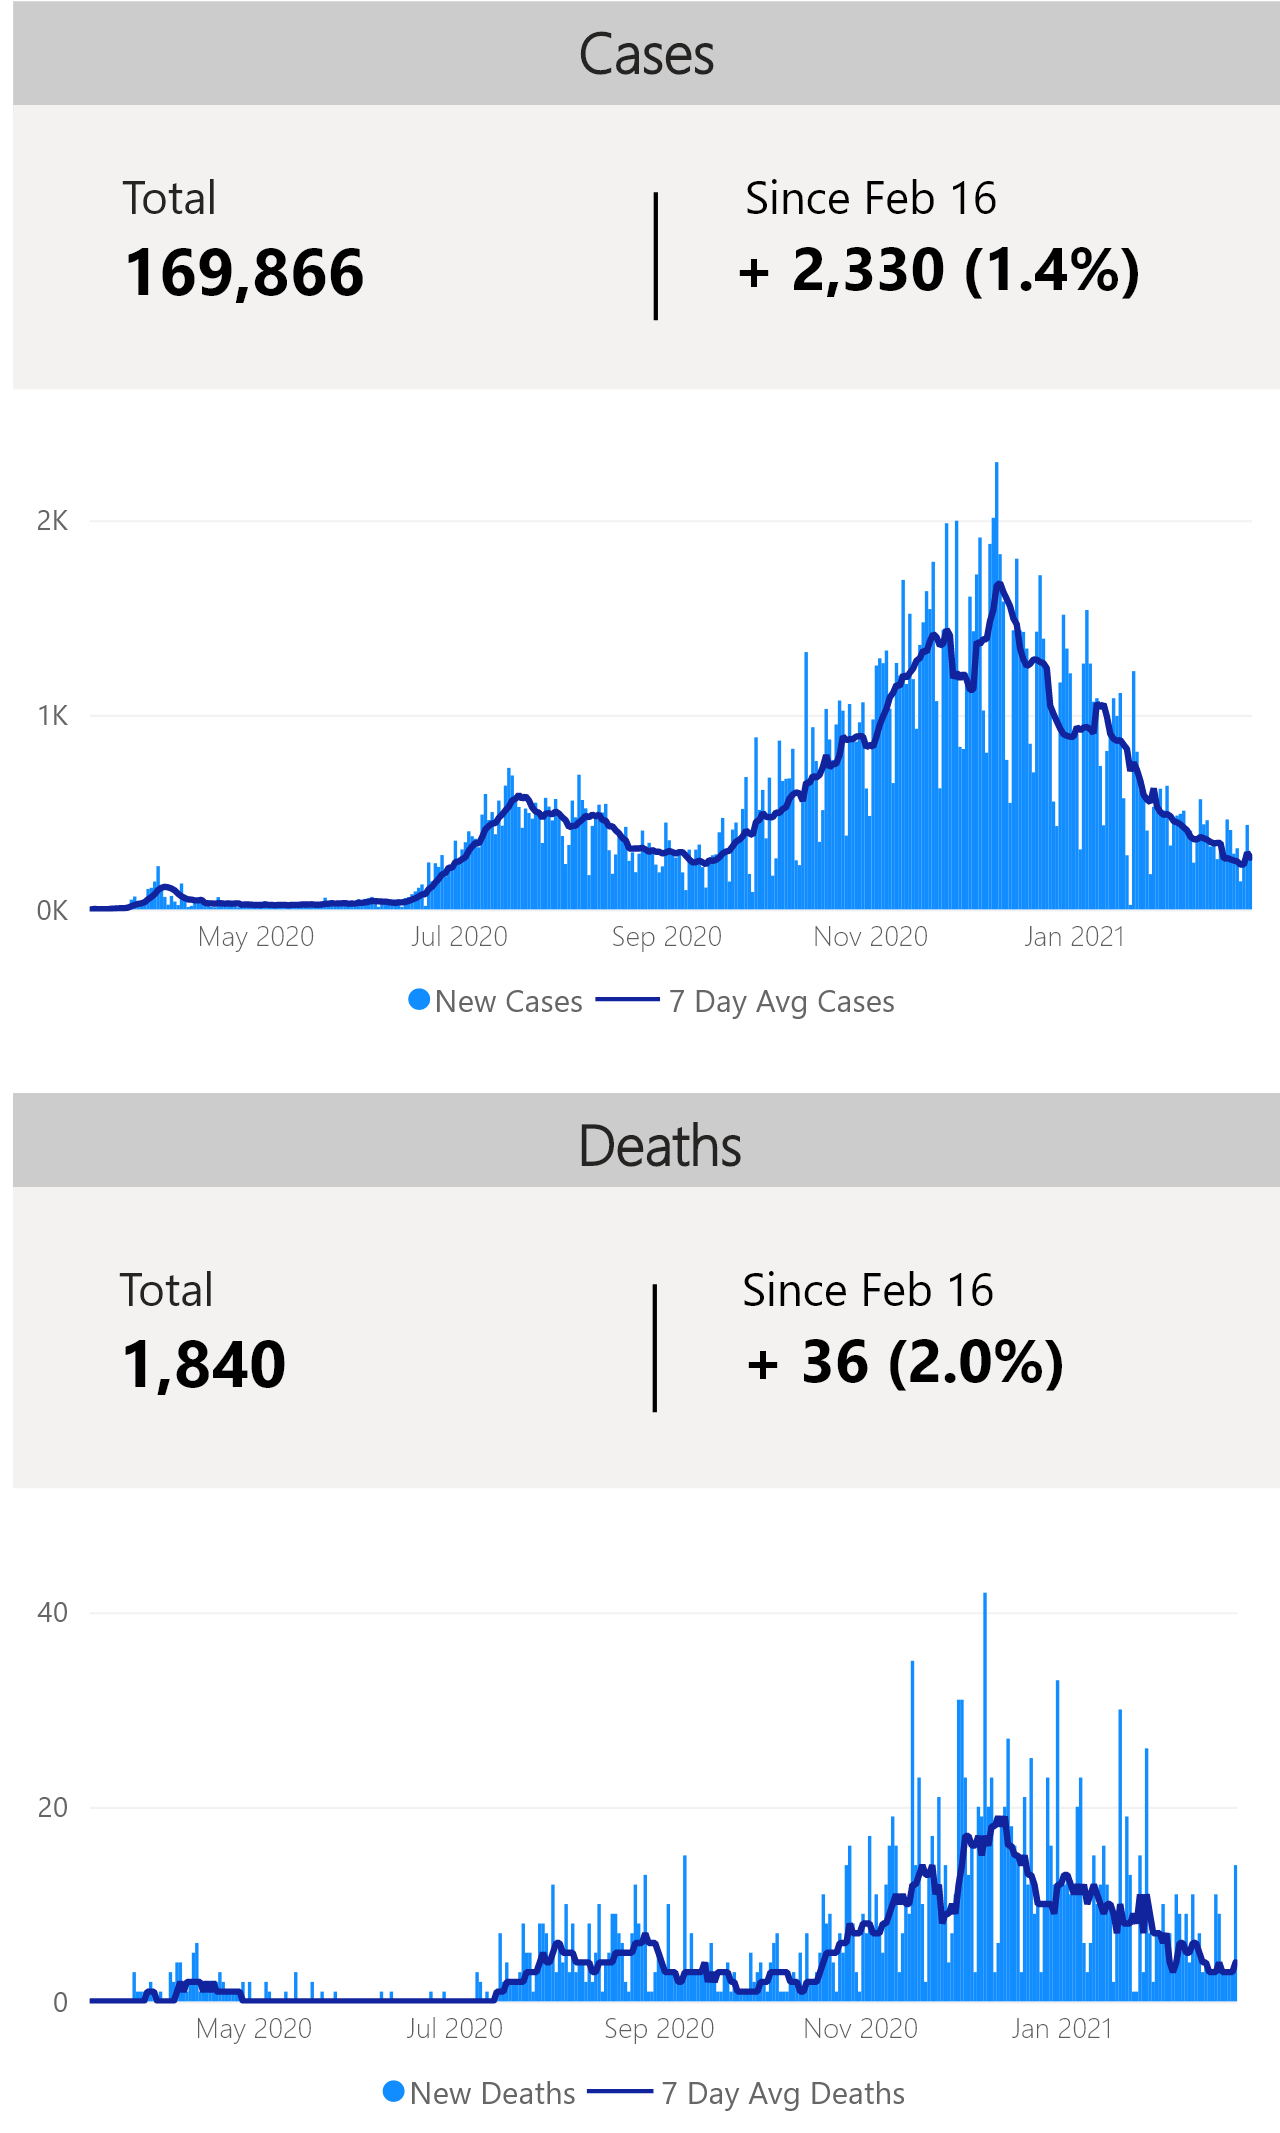 Cases
Total
Since Feb 16
169,866
+ 2,330 (1.4%)
2K
1K
0K
May 2020
Jul 2020
Sep 2020
Nov 2020
Jan 2021
New Cases
7 Day Avg Cases
Deaths
Total
Since Feb 16
1,840
+ 36 (2.0%)
40
20
0
May 2020
Jul 2020
Sep 2020
Nov 2020
Jan 2021
New Deaths
7 Day Avg Deaths